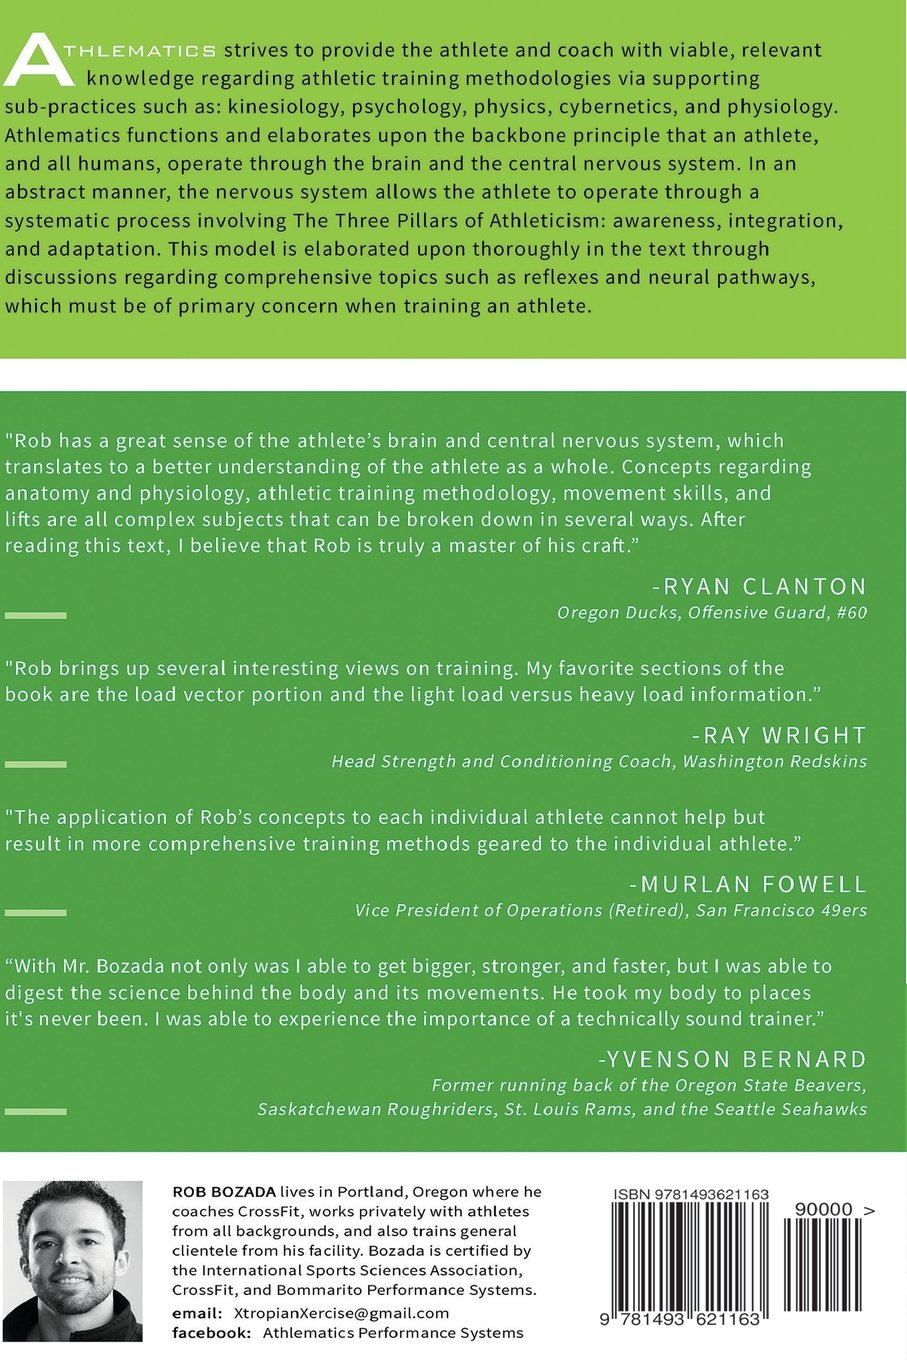 ATHLEMATICS strives to provide the athlete and coach with viable, relevant
knowledge regarding athletic training methodologies via supporting
sub-practices such as: kinesiology, psychology, physics, cybernetics, and physiology.
Athlematics functions and elaborates upon the backbone principle that an athlete,
and all humans, operate through the brain and the central nervous system. In an
abstract manner, the nervous system allows the athlete to operate through a
systematic process involving The Three Pillars of Athleticism: awareness, integration,
and adaptation. This model is elaborated upon thoroughly in the text through
discussions regarding comprehensive topics such as reflexes and neural pathways,
which must be of primary concern when training an athlete.
"Rob has a great sense of the athlete’s brain and central nervous system, which
translates to a better understanding of the athlete as a whole. Concepts regarding
anatomy and physiology, athletic training methodology, movement skills, and
lifts are all complex subjects that can be broken down in several ways. After
reading this text, I believe that Rob is truly a master of his craft.”
-RYAN CLANTON
Oregon Ducks, Offensive Guard, #60
"Rob brings up several interesting views on training. My favorite sections of the
book are the load vector portion and the light load versus heavy load information.”
-RAY WRIGHT
Head Strength and Conditioning Coach, Washington Redskins
"The application of Rob’s concepts to each individual athlete cannot help but
result in more comprehensive training methods geared to the individual athlete.”
-MURLAN FOWELL
Vice President of Operations (Retired), San Francisco 49ers
“With Mr. Bozada not only was I able to get bigger, stronger, and faster, but I was able to
digest the science behind the body and its movements. He took my body to places
it's never been. I was able to experience the importance of a technically sound trainer.”
-YVENSON BERNARD
Former running back of the Oregon State Beavers,
Saskatchewan Roughriders, St. Louis Rams, and the Seattle Seahawks
ROB BOZADA lives in Portland, Oregon where he
coaches CrossFit, works privately with athletes
from all backgrounds, and also trains general
clientele from his facility. Bozada is certified by
the International Sports Sciences Association,
CrossFit, and Bommarito Performance Systems.
email: XtropianXercise@gmail.com
facebook: Athlematics Performance Systems
ISBN 9781493621163
90000 >
9 781493 621163